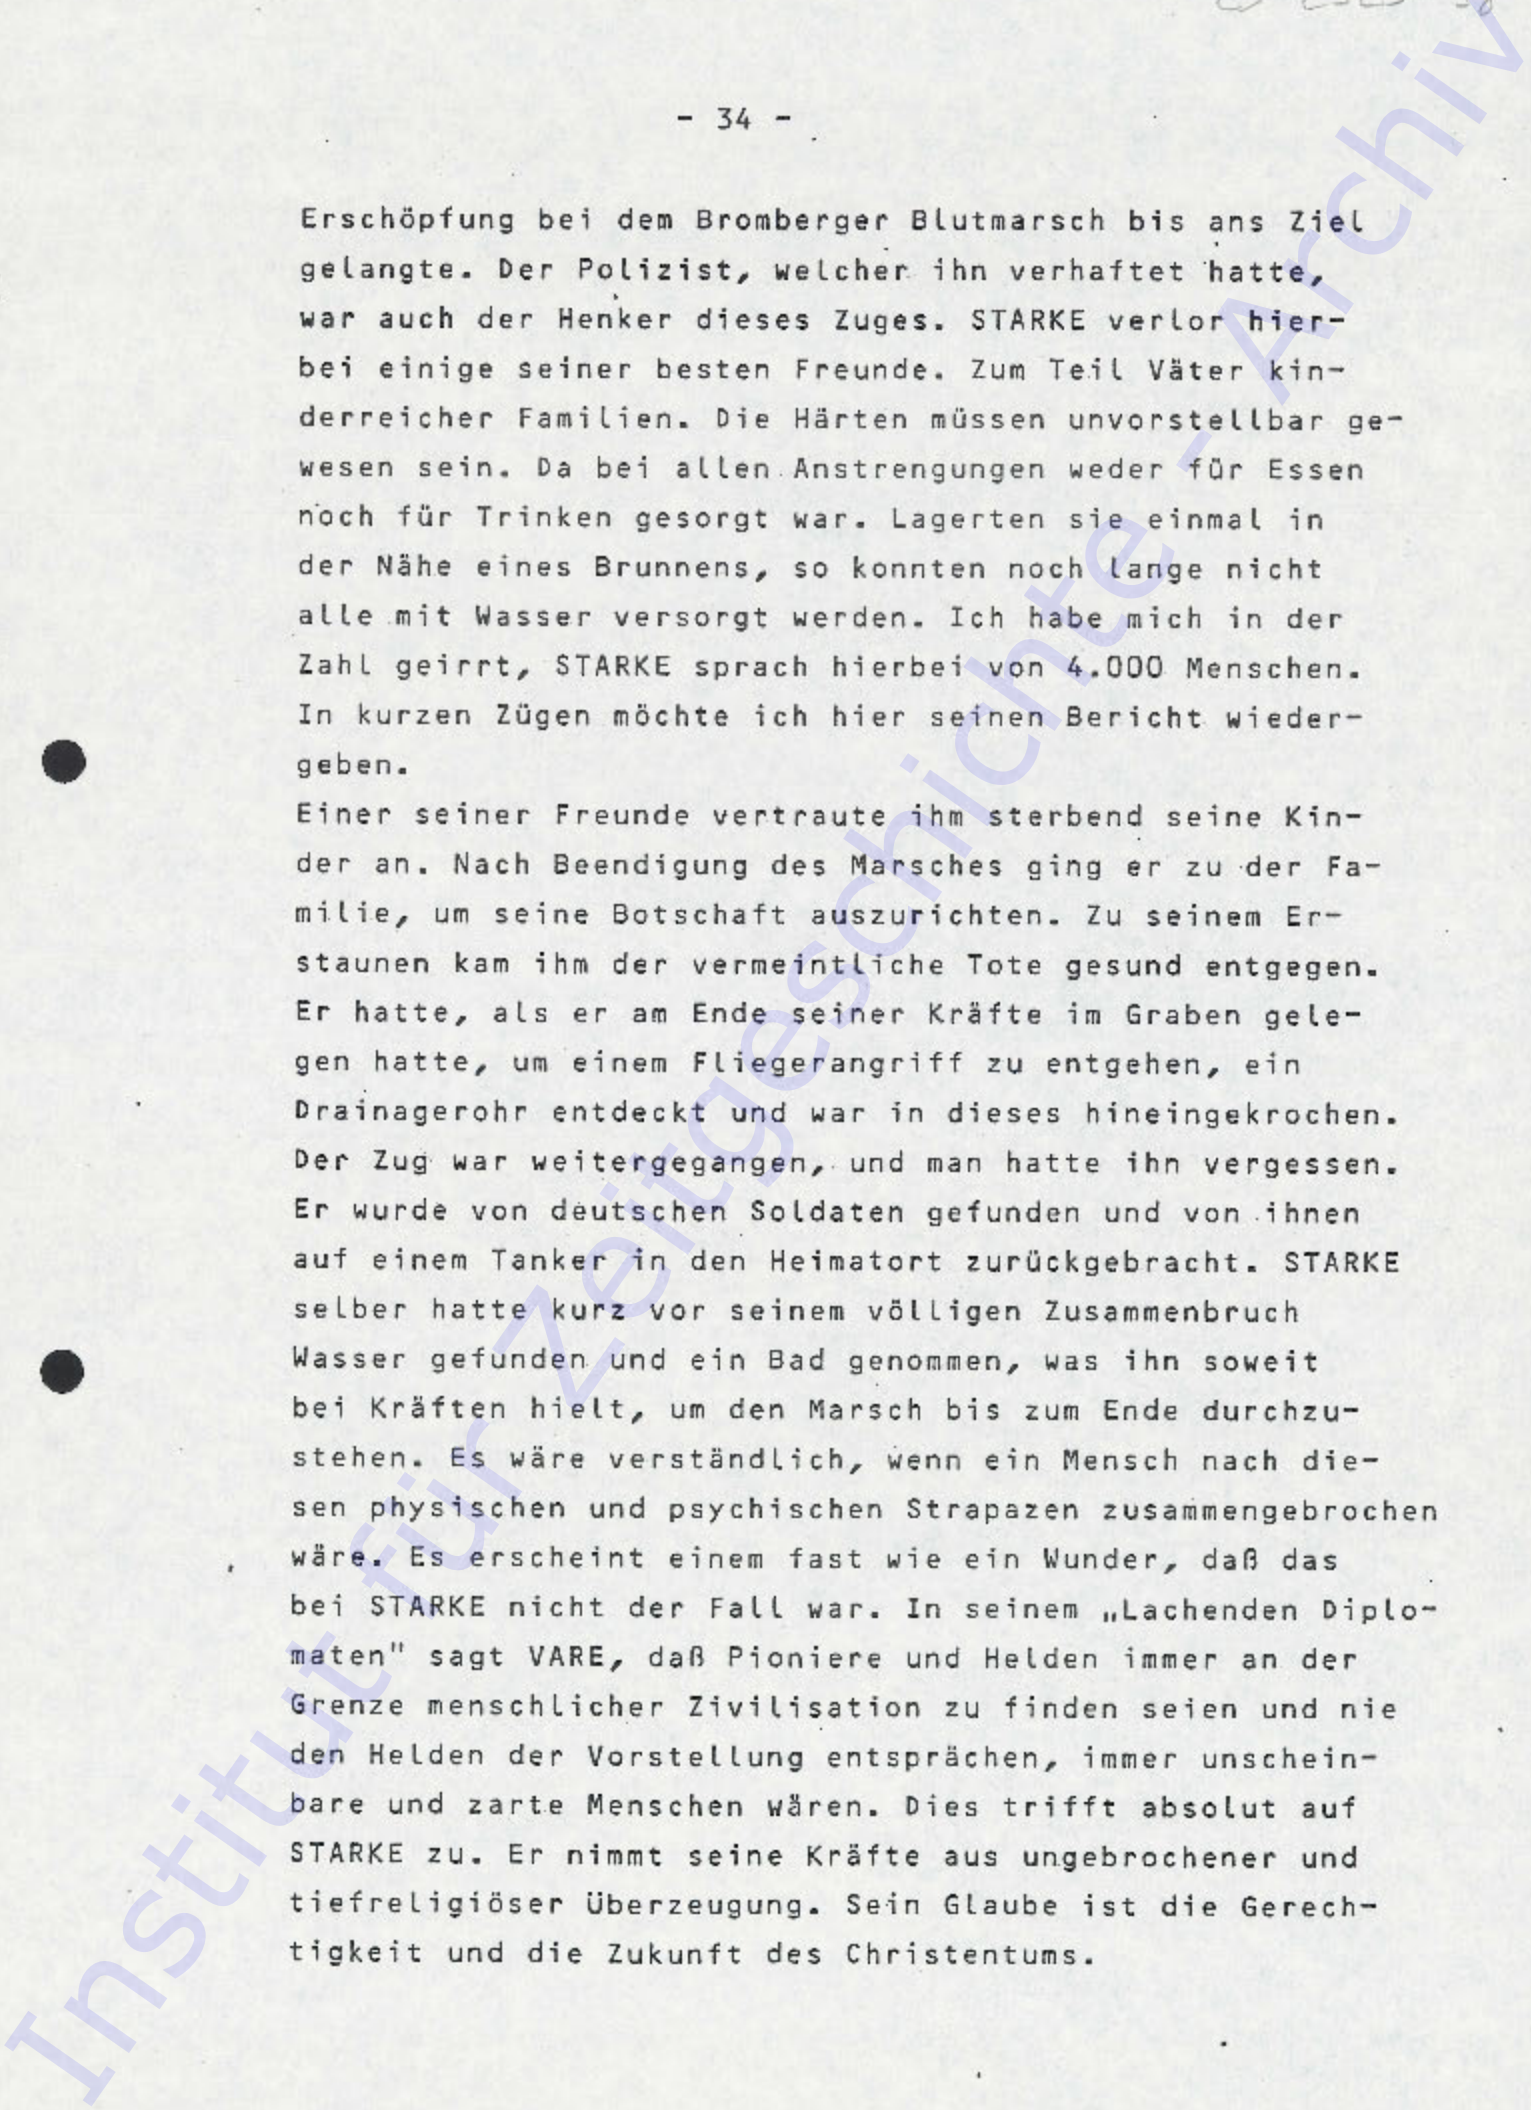 - 34 -
Erschöpfung bei dem Bromberger Blutmarsch bis ans Ziel
gelangte. Der Polizist, welcher ihn verhaftet hatte,
war auch der Henker dieses Zuges. STARKE verlor hier-
bei einige seiner besten Freunde. Zum Teil Väter kin-
derreicher Familien. Die Härten müssen unvorstellbar ge-
wesen sein. Da bei allen Anstrengungen weder für Essen
noch für Trinken gesorgt war. Lagerten sie einmal in
der Nähe eines Brunnens, so konnten noch lange nicht
alle mit Wasser versorgt werden. Ich habe mich in der
Zahl geirrt, STARKE sprach hierbei von 4.000 Menschen.
In kurzen Zügen möchte ich hier seinen Bericht wieder-
geben.
Einer seiner Freunde vertraute ihm sterbend seine Kin-
der an. Nach Beendigung des Marsches ging er zu der Fa-
milie, um seine Botschaft auszurichten. Zu seinem Er-
staunen kam ihm der vermeintliche Tote gesund entgegen.
Er hatte, als er am Ende seiner Kräfte im Graben gele-
gen hatte, um einem Fliegerangriff zu entgehen, ein
Drainagerohr entdeckt und war in dieses hineingekrochen.
Der Zug war weitergegangen, und man hatte ihn vergessen.
Er wurde von deutschen Soldaten gefunden und von ihnen
auf einem Tanker in den Heimatort zurückgebracht. STARKE
selber hatte kurz vor seinem völligen Zusammenbruch
Wasser gefunden und ein Bad genommen, was ihn soweit
bei Kräften hielt, um den Marsch bis zum Ende durchzu-
stehen. Es wäre verständlich, wenn ein Mensch nach die-
sen physischen und psychischen Strapazen zusammengebrochen
wäre. Es erscheint einem fast wie ein Wunder, daß das
bei STARKE nicht der Fall war. In seinem „Lachenden Diplo-
maten" sagt VARE, daß Pioniere und Helden immer an der
Grenze menschlicher Zivilisation zu finden seien und nie
den Helden der Vorstellung entsprächen, immer unschein-
bare und zarte Menschen wären. Dies trifft absolut auf
STARKE zu. Er nimmt seine Kräfte aus ungebrochener und
tiefreligiöser Überzeugung. Sein Glaube ist die Gerech-
tigkeit und die Zukunft des Christentums.
Institut für Zeitgeschichte - Archiv